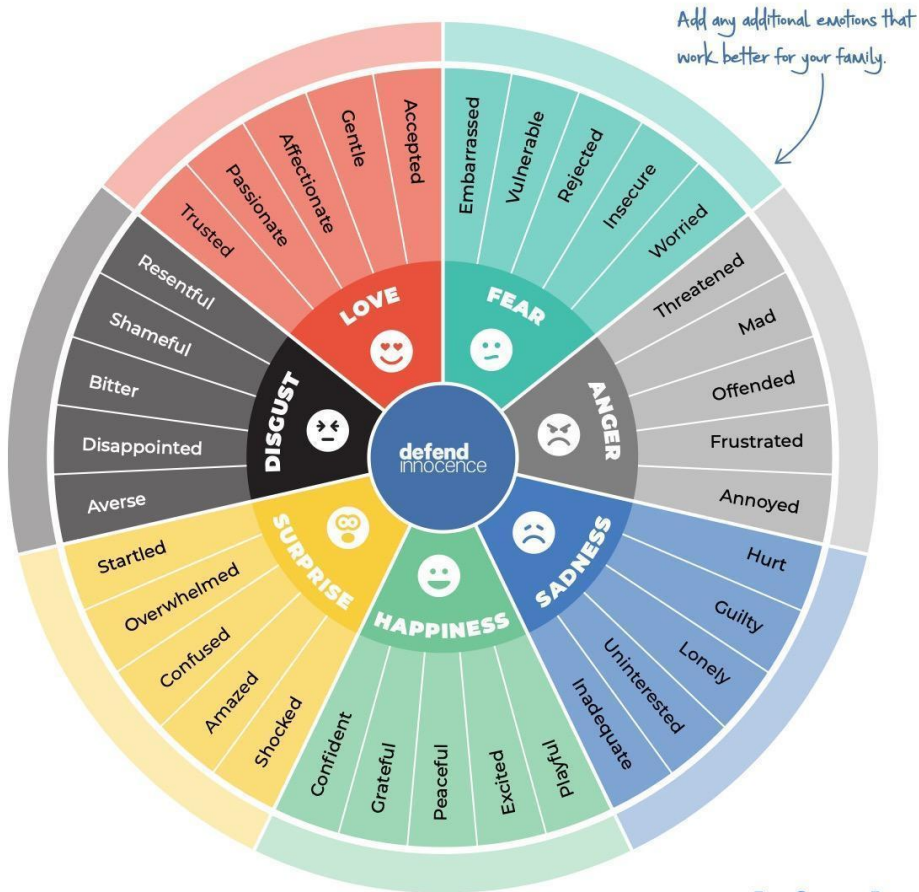 Add any additional emotions that
work better for your family.
LOVE
Trusted
Passionate
Affectionate
Gentle
Accepted
FEAR
Embarrassed
Vulnerable
Rejected
Insecure
Worried
ANGER
Threatened
Mad
Offended
Frustrated
Annoyed
SADNESS
Hurt
Guilty
Lonely
Uninterested
Inadequate
HAPPINESS
Playful
Excited
Peaceful
Grateful
Confident
SURPRISE
Shocked
Amazed
Confused
Overwhelmed
Startled
DISGUST
Averse
Disappointed
Bitter
Shameful
Resentful
defend
innocence